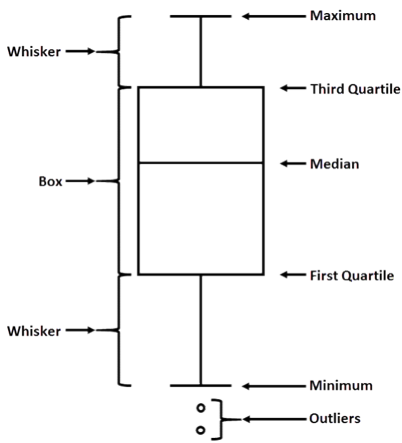 Maximum
Whisker
Third Quartile
Median
Box
First Quartile
Whisker
Minimum
Outliers